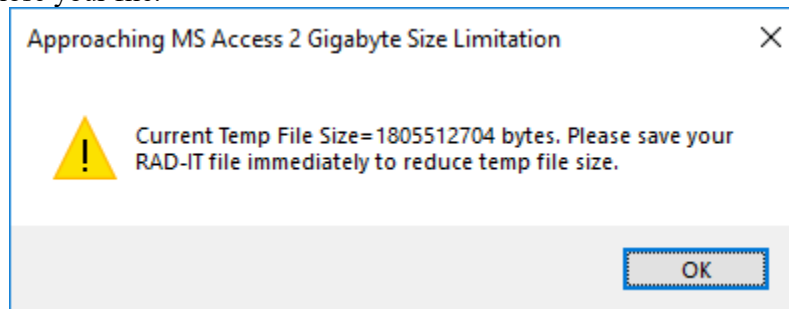 Approaching MS Access 2 Gigabyte Size Limitation
Current Temp File Size=1805512704 bytes. Please save your
RAD-IT file immediately to reduce temp file size.
OK